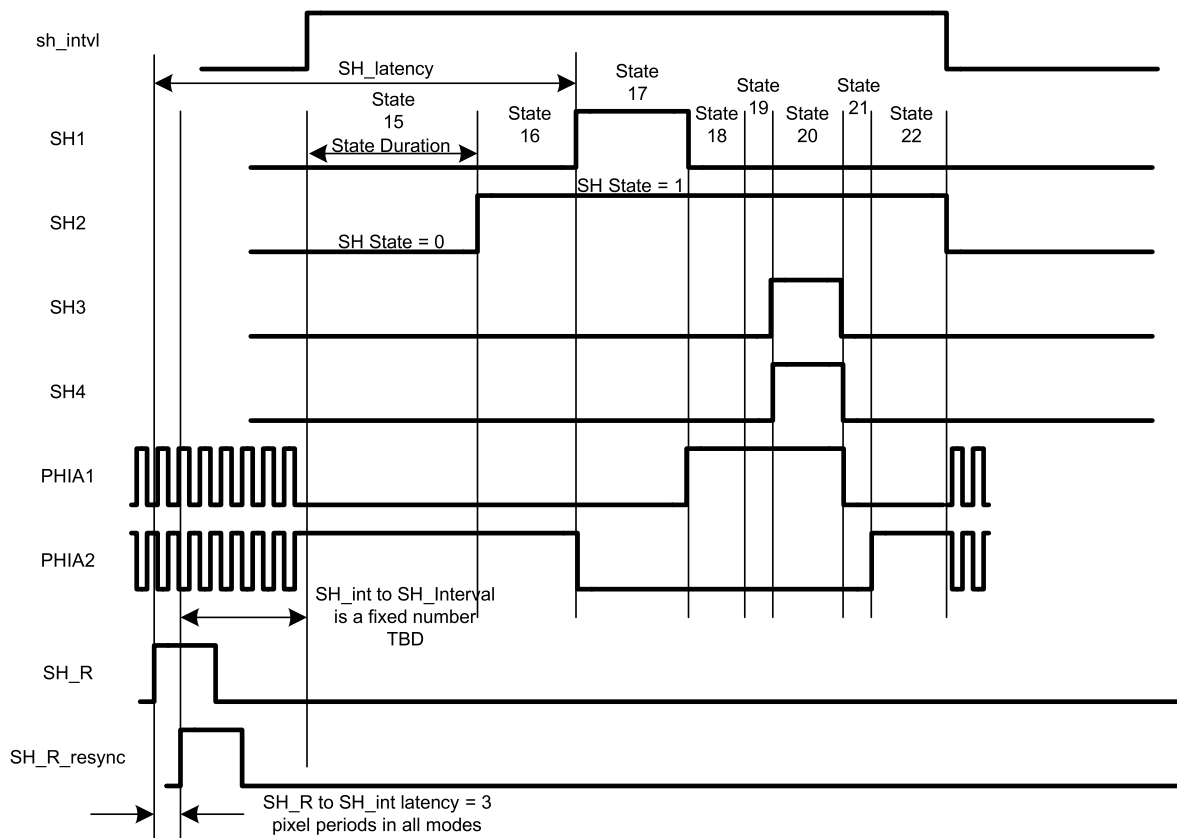 sh_intvl
SH_latency
State
15
State
16
State
17
State
18
State
19
State
20
State
21
State
22
SH1
State Duration
SH State = 1
SH2
SH State = 0
SH3
SH4
PHIA1
PHIA2
SH_int to SH_Interval
is a fixed number
TBD
SH_R
SH_R_resync
SH_R to SH_int latency = 3
pixel periods in all modes